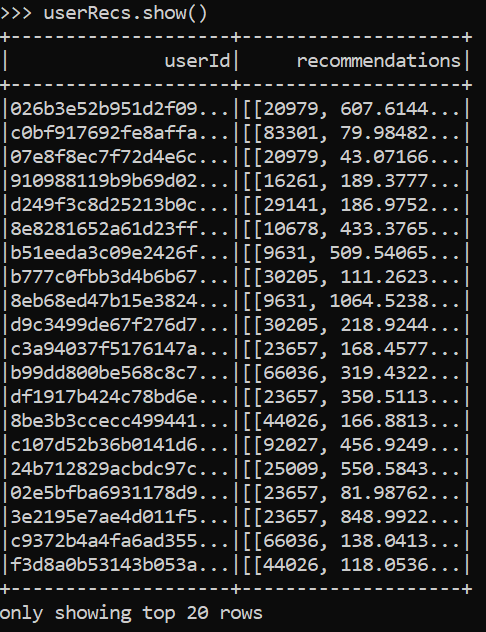 >>> userRecs.show()
+--------------------+--------------------+
|              userId|     recommendations|
+--------------------+--------------------+
|026b3e52b951d2f09...|[[20979, 607.6144...|
|c0bf917692fe8affa...|[[83301, 79.98482...|
|07e8f8ec7f72d4e6c...|[[20979, 43.07166...|
|910988119b9b69d02...|[[16261, 189.3777...|
|d249f3c8d25213b0c...|[[29141, 186.9752...|
|8e8281652a61d23ff...|[[10678, 433.3765...|
|b51eeda3c09e2426f...|[[9631, 509.54065...|
|b777c0fbb3d4b6b67...|[[30205, 111.2623...|
|8eb68ed47b15e3824...|[[9631, 1064.5238...|
|d9c3499de67f276d7...|[[30205, 218.9244...|
|c3a94037f5176147a...|[[23657, 168.4577...|
|b99dd800be568c8c7...|[[66036, 319.4322...|
|df1917b424c78bd6e...|[[23657, 350.5113...|
|8be3b3ccecc499441...|[[44026, 166.8813...|
|c107d52b36b0141d6...|[[92027, 456.9249...|
|24b712829acbdc97c...|[[25009, 550.5843...|
|02e5bfba6931178d9...|[[23657, 81.98762...|
|3e2195e7ae4d011f5...|[[23657, 848.9922...|
|c9372b4a4fa6ad355...|[[66036, 138.0413...|
|f3d8a0b53143b053a...|[[44026, 118.0536...|
+--------------------+--------------------+
only showing top 20 rows